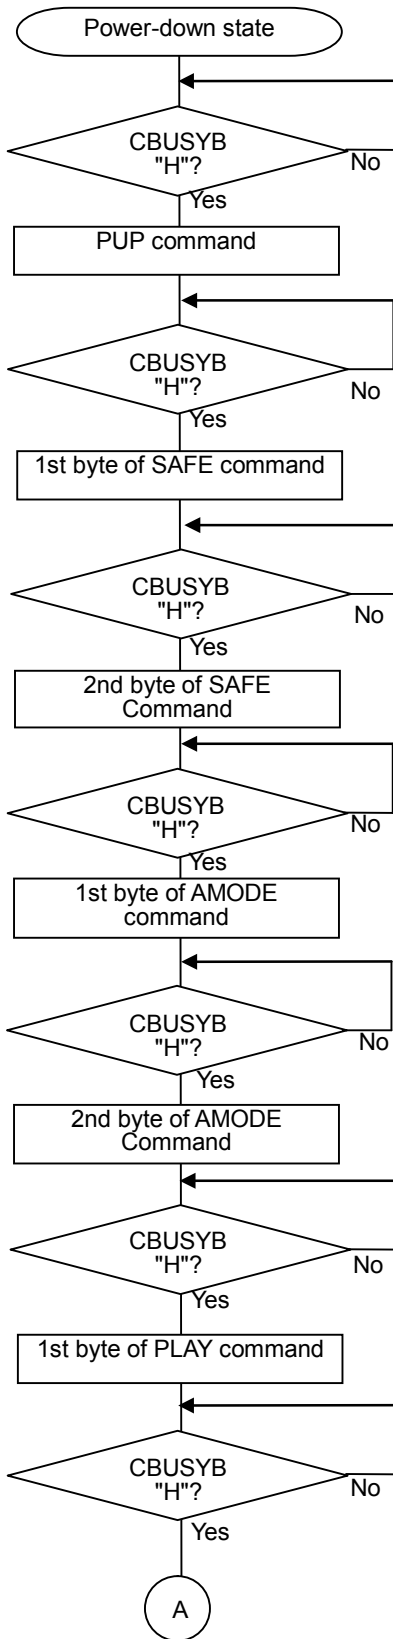 Power-down state
CBUSYB
"H"?
No
Yes
PUP command
CBUSYB
"H"?
No
Yes
1st byte of SAFE command
CBUSYB
"H"?
No
Yes
2nd byte of SAFE
Command
CBUSYB
"H"?
No
Yes
1st byte of AMODE
command
CBUSYB
"H"?
No
Yes
2nd byte of AMODE
Command
CBUSYB
"H"?
No
Yes
1st byte of PLAY command
CBUSYB
"H"?
No
Yes
A